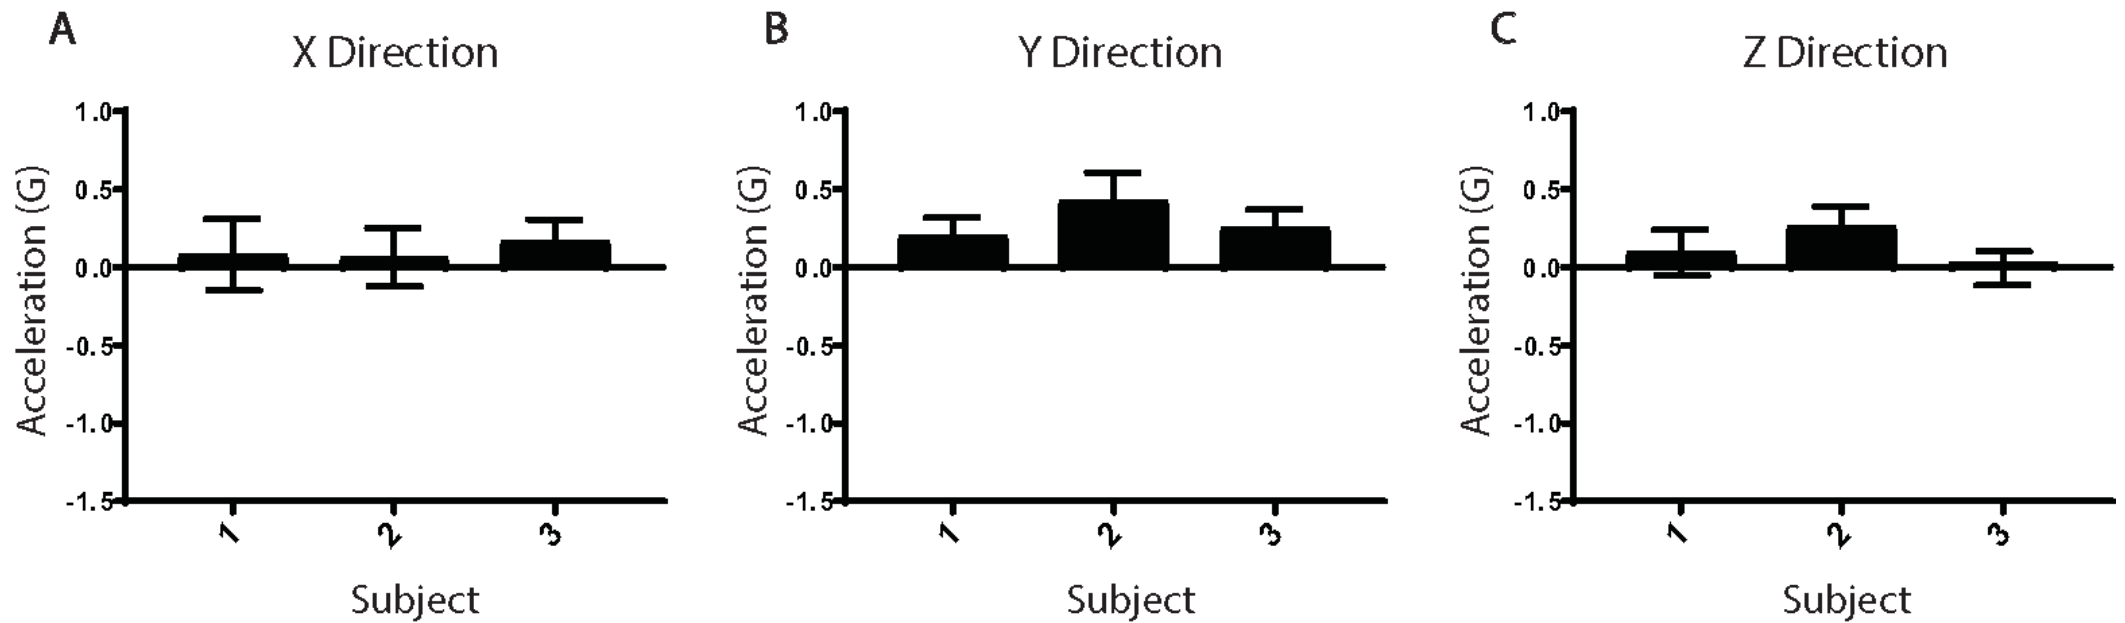 A
X Direction
Acceleration (G)
1.0
0.5
0.0
-0.5
-1.0
-1.5
1
2
3
Subject
B
Y Direction
Acceleration (G)
1.0
0.5
0.0
-0.5
-1.0
-1.5
1
2
3
Subject
C
Z Direction
Acceleration (G)
1.0
0.5
0.0
-0.5
-1.0
-1.5
1
2
3
Subject